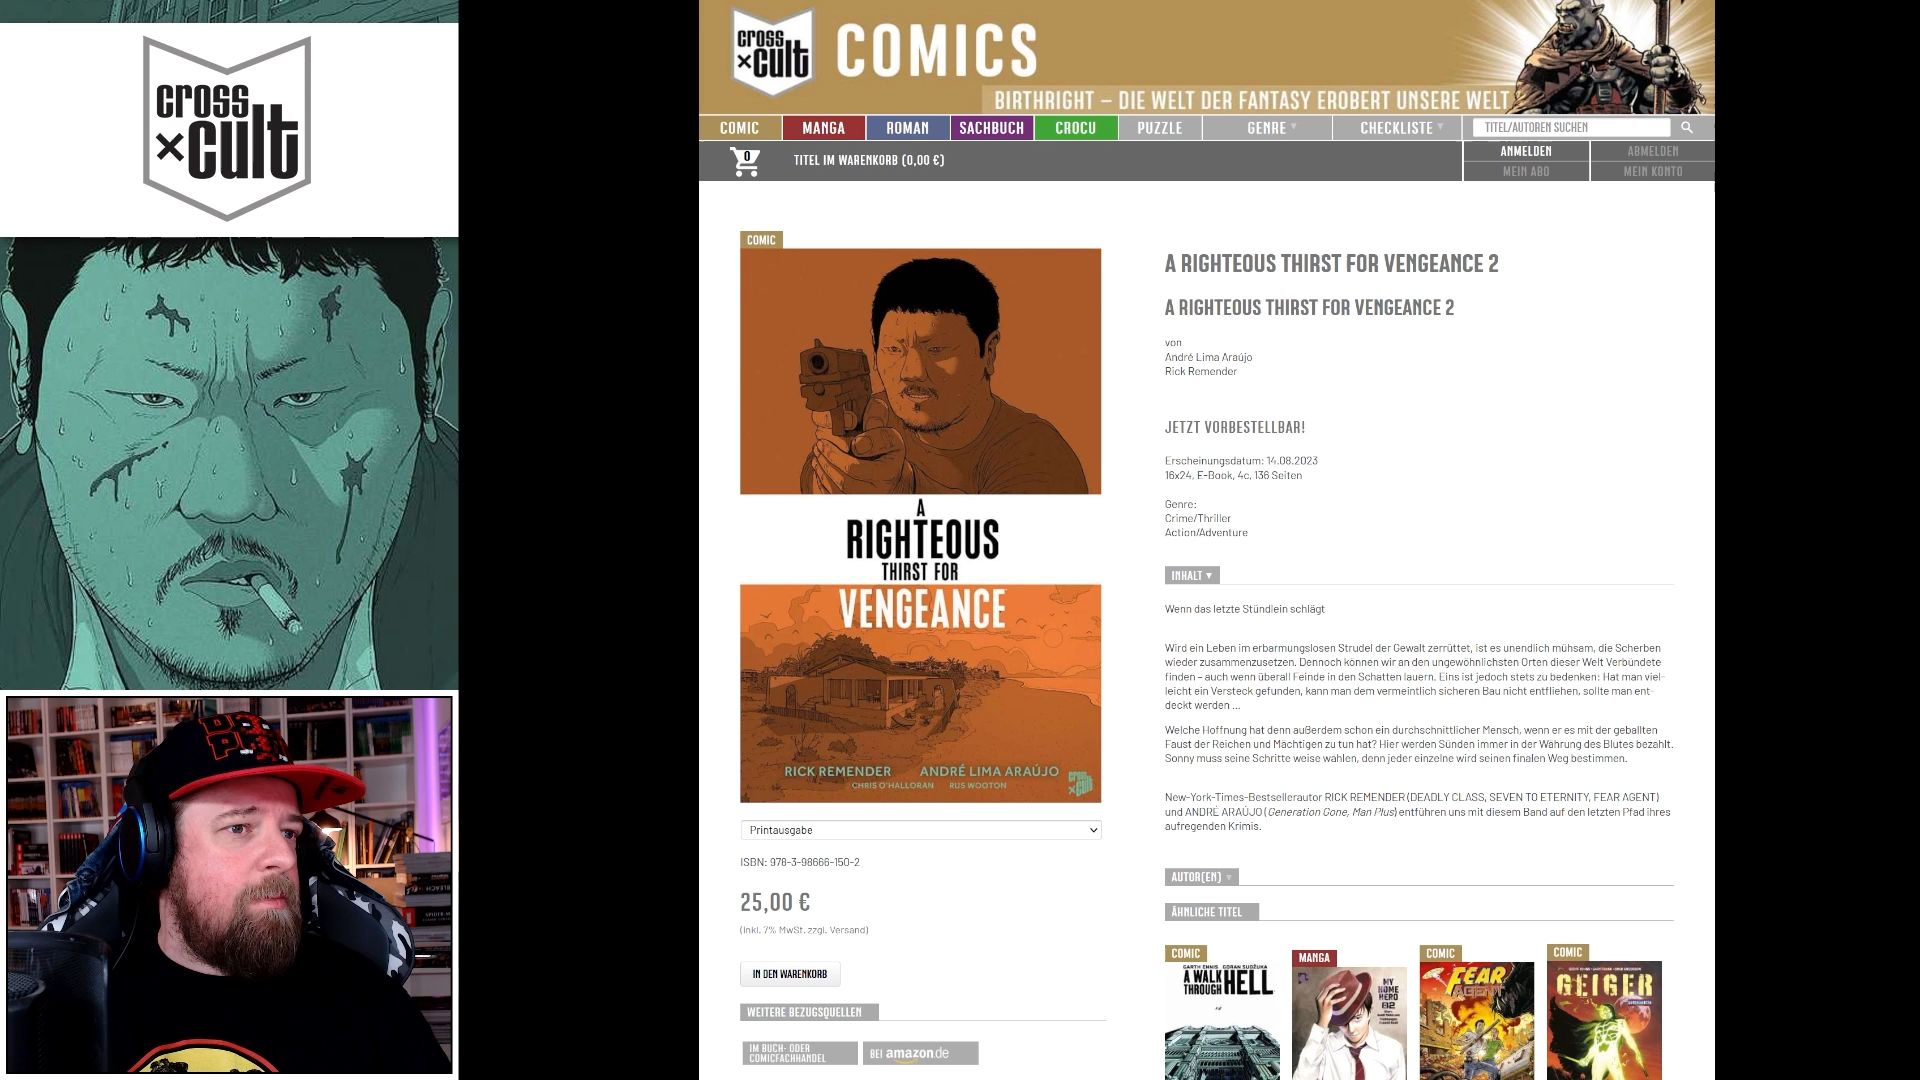 cross
×cult
cross
×cult
COMICS
BIRTHRIGHT – DIE WELT DER FANTASY EROBERT UNSERE WELT
COMIC
MANGA
ROMAN
SACHBUCH
CROCU
PUZZLE
GENRE ▼
CHECKLISTE ▼
TITEL/AUTOREN SUCHEN
0
TITEL IM WARENKORB (0,00 €)
ANMELDEN
ABMELDEN
MEIN ABO
MEIN KONTO
COMIC
A
RIGHTEOUS
THIRST FOR
VENGEANCE
RICK REMENDER ANDRÉ LIMA ARAÚJO
CHRIS O'HALLORAN RUS WOOTON
cross
×cult
Printausgabe
ISBN: 978-3-98666-150-2
25,00 €
(inkl. 7% MwSt. zzgl. Versand)
IN DEN WARENKORB
WEITERE BEZUGSQUELLEN
IM BUCH- ODER
COMICFACHHANDEL
BEI amazon.de
A RIGHTEOUS THIRST FOR VENGEANCE 2
A RIGHTEOUS THIRST FOR VENGEANCE 2
von
André Lima Araújo
Rick Remender
JETZT VORBESTELLBAR!
Erscheinungsdatum: 14.08.2023
16x24, E-Book, 4c, 136 Seiten
Genre:
Crime/Thriller
Action/Adventure
INHALT ▼
Wenn das letzte Stündlein schlägt
Wird ein Leben im erbarmungslosen Strudel der Gewalt zerrüttet, ist es unendlich mühsam, die Scherben
wieder zusammenzusetzen. Dennoch können wir an den ungewöhnlichsten Orten dieser Welt Verbündete
finden – auch wenn überall Feinde in den Schatten lauern. Eins ist jedoch stets zu bedenken: Hat man viel-
leicht ein Versteck gefunden, kann man dem vermeintlich sicheren Bau nicht entfliehen, sollte man ent-
deckt werden ...
Welche Hoffnung hat denn außerdem schon ein durchschnittlicher Mensch, wenn er es mit der geballten
Faust der Reichen und Mächtigen zu tun hat? Hier werden Sünden immer in der Währung des Blutes bezahlt.
Sonny muss seine Schritte weise wählen, denn jeder einzelne wird seinen finalen Weg bestimmen.
New-York-Times-Bestsellerautor RICK REMENDER (DEADLY CLASS, SEVEN TO ETERNITY, FEAR AGENT)
und ANDRÉ ARAÚJO (Generation Gone, Man Plus) entführen uns mit diesem Band auf den letzten Pfad ihres
aufregenden Krimis.
AUTOR(EN) ▼
ÄHNLICHE TITEL
COMIC
GARTH ENNIS GORAN SUDŽUKA
A WALK
THROUGH HELL
MANGA
MY
HOME
HERO
02
COMIC
FEAR
AGENT
COMIC
GEIGER
BLEACH
SPIDER-M